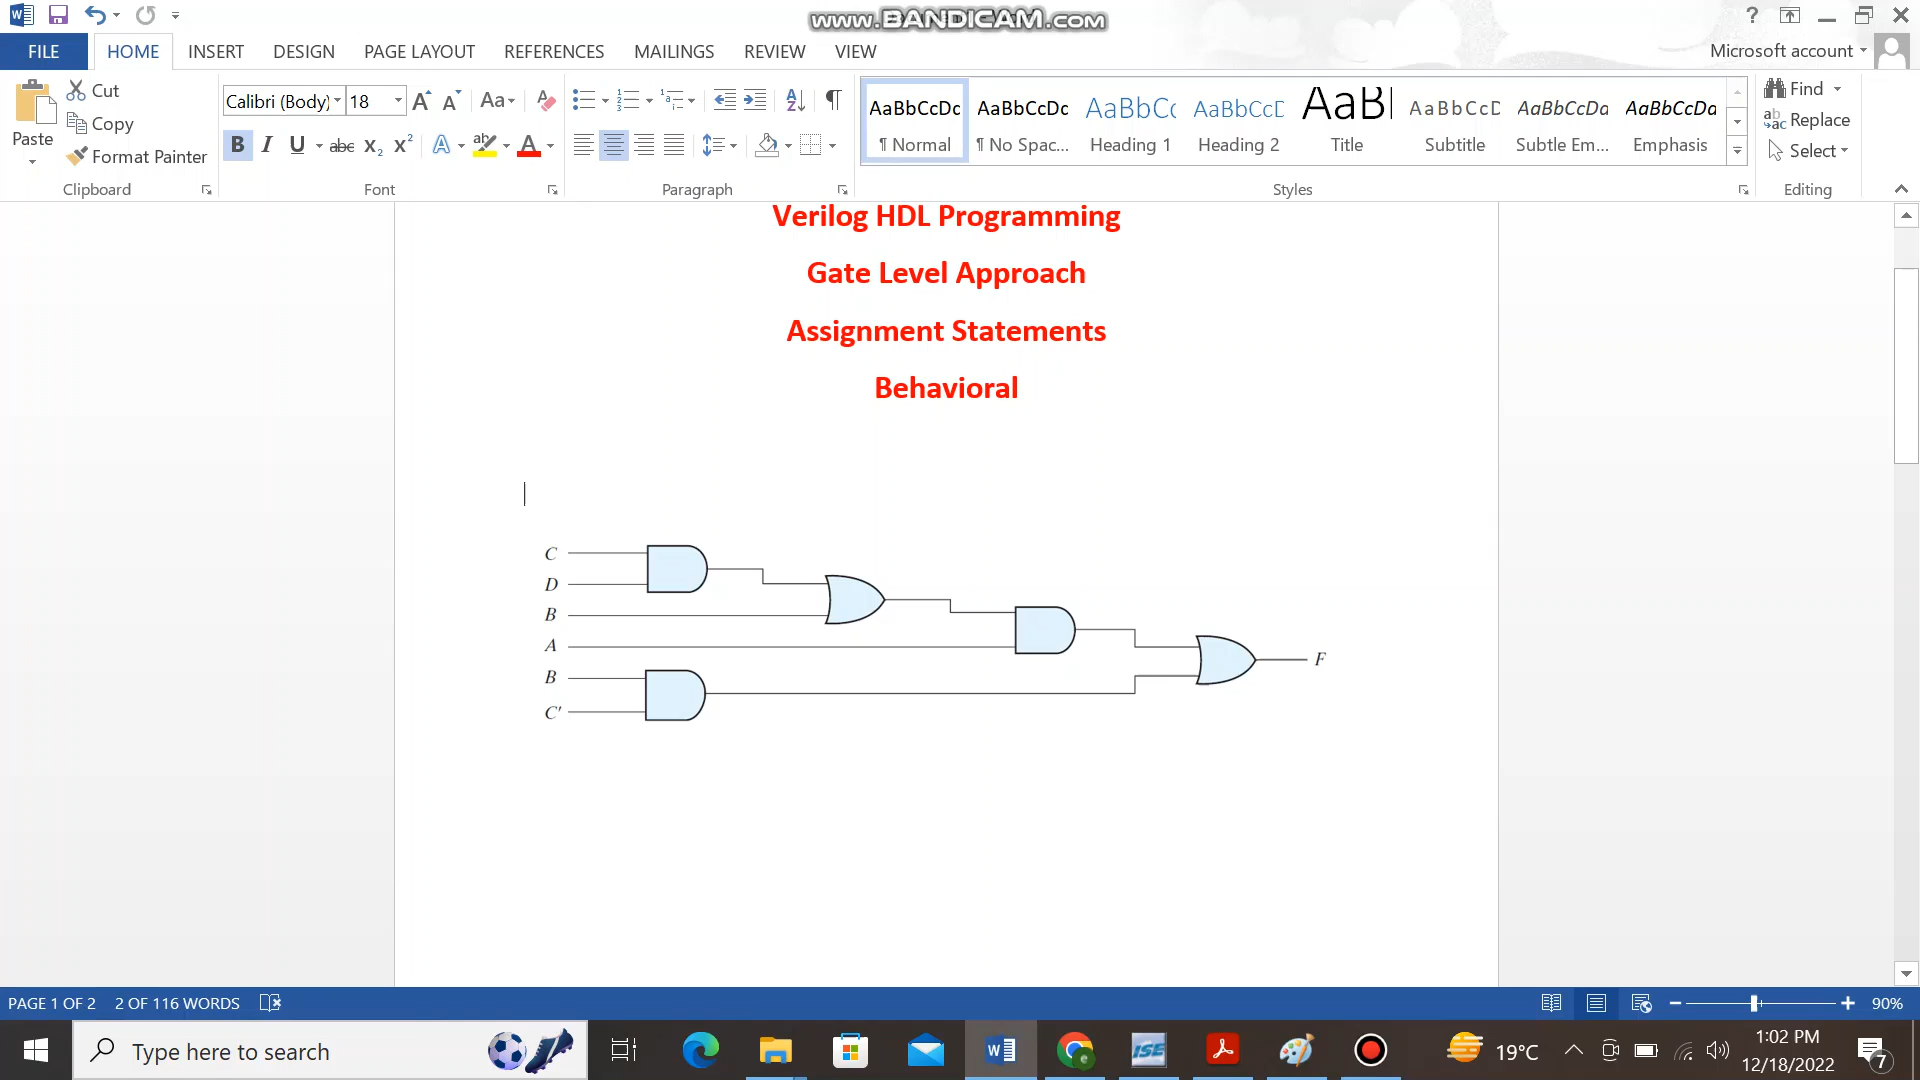 www.BANDICAM.com
FILE
HOME
INSERT
DESIGN
PAGE LAYOUT
REFERENCES
MAILINGS
REVIEW
VIEW
Microsoft account
Paste
Cut
Copy
Format Painter
Clipboard
Calibri (Body)
18
Font
Paragraph
AaBbCcDc
¶ Normal
AaBbCcDc
¶ No Spac...
AaBbCc
Heading 1
AaBbCcD
Heading 2
AaBl
Title
AaBbCcD
Subtitle
AaBbCcDa
Subtle Em...
AaBbCcDa
Emphasis
Styles
Find
Replace
Select
Editing
Verilog HDL Programming
Gate Level Approach
Assignment Statements
Behavioral
C
D
B
A
B
C'
F
PAGE 1 OF 2
2 OF 116 WORDS
90%
Type here to search
ISE
19°C
1:02 PM
12/18/2022
7